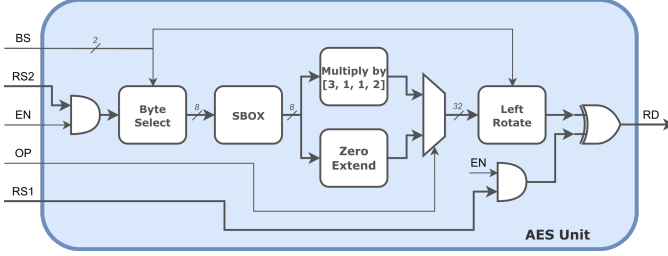 BS
2
RS2
EN
OP
RS1
Byte
Select
8
SBOX
8
Multiply by
[3, 1, 1, 2]
Zero
Extend
32
Left
Rotate
EN
RD
AES Unit